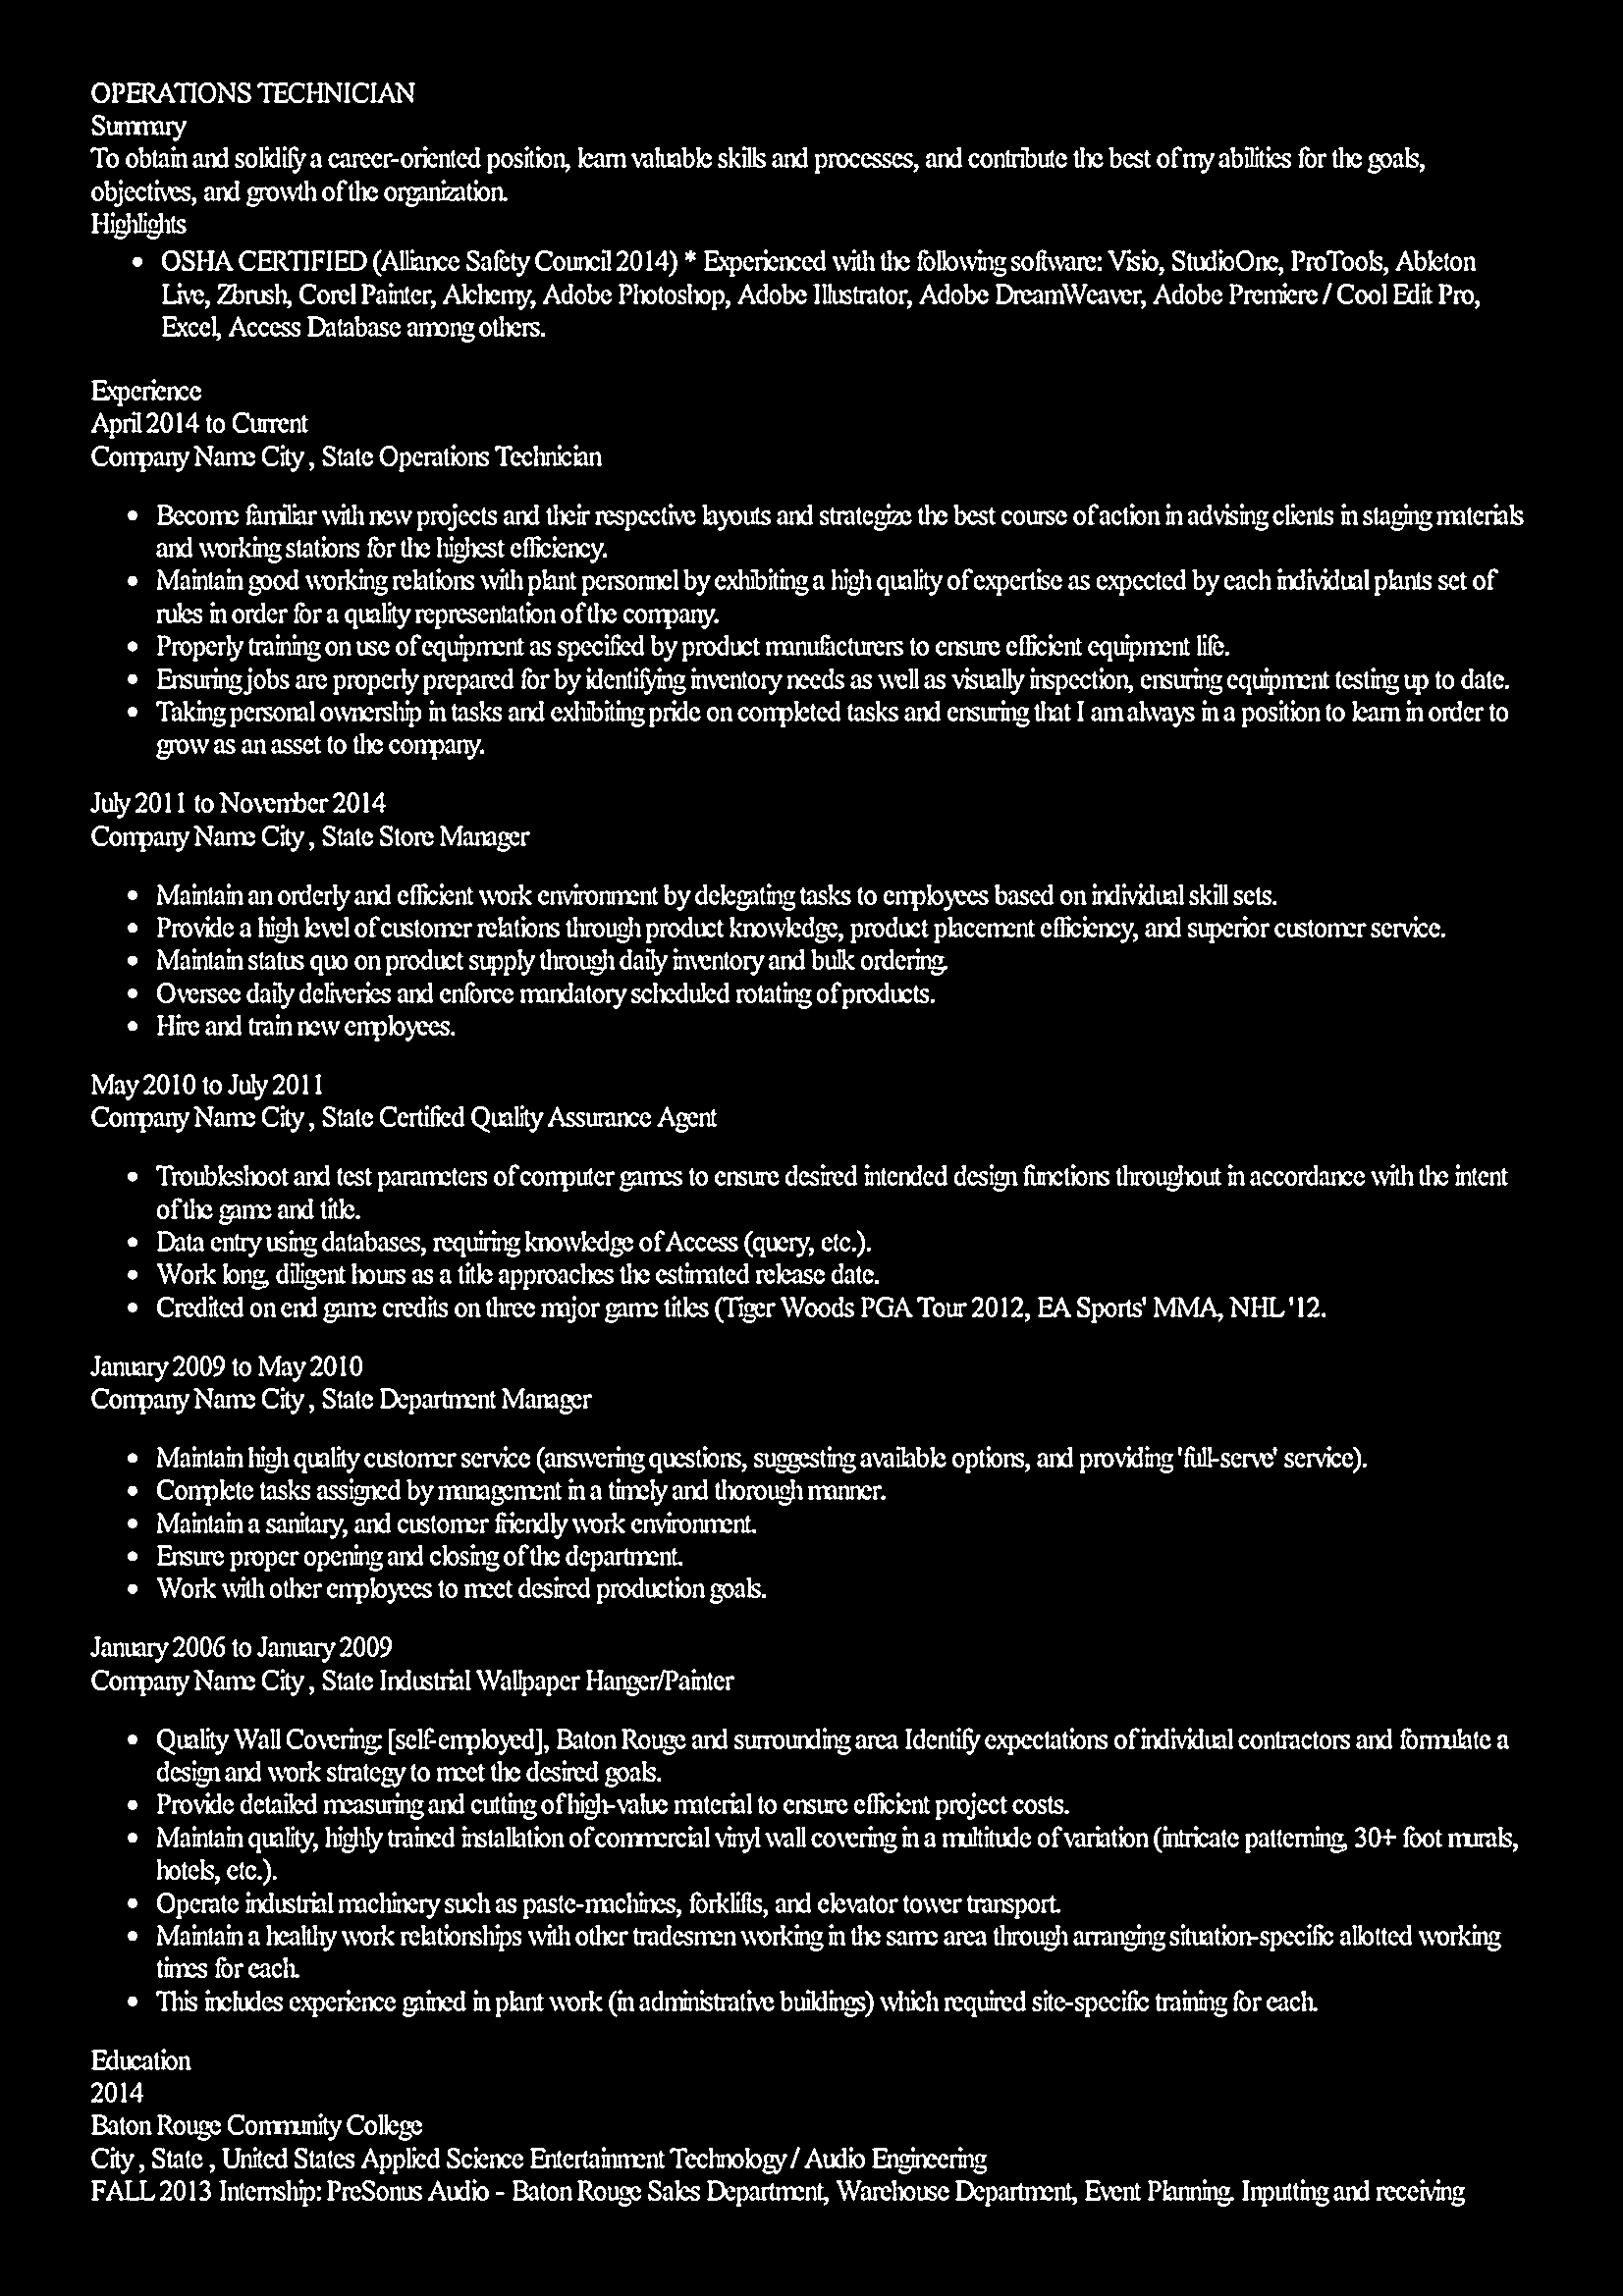 OPERATIONS TECHNICIAN
Summary
To obtain and solidify a career-oriented position, learn valuable skills and processes, and contribute the best of my abilities for the goals,
objectives, and growth of the organization.
Highlights
• OSHA CERTIFIED (Alliance Safety Council 2014) * Experienced with the following software: Visio, StudioOne, ProTools, Ableton
Live, Zbrush, Corel Painter, Alchemy, Adobe Photoshop, Adobe Illustrator, Adobe DreamWeaver, Adobe Premiere / Cool Edit Pro,
Excel, Access Database among others.
Experience
April 2014 to Current
Company Name City , State Operations Technician
• Become familiar with new projects and their respective layouts and strategize the best course of action in advising clients in staging materials
and working stations for the highest efficiency.
• Maintain good working relations with plant personnel by exhibiting a high quality of expertise as expected by each individual plants set of
rules in order for a quality representation of the company.
• Properly training on use of equipment as specified by product manufacturers to ensure efficient equipment life.
• Ensuring jobs are properly prepared for by identifying inventory needs as well as visually inspection, ensuring equipment testing up to date.
• Taking personal ownership in tasks and exhibiting pride on completed tasks and ensuring that I am always in a position to learn in order to
grow as an asset to the company.
July 2011 to November 2014
Company Name City , State Store Manager
• Maintain an orderly and efficient work environment by delegating tasks to employees based on individual skill sets.
• Provide a high level of customer relations through product knowledge, product placement efficiency, and superior customer service.
• Maintain status quo on product supply through daily inventory and bulk ordering.
• Oversee daily deliveries and enforce mandatory scheduled rotating of products.
• Hire and train new employees.
May 2010 to July 2011
Company Name City , State Certified Quality Assurance Agent
• Troubleshoot and test parameters of computer games to ensure desired intended design functions throughout in accordance with the intent
of the game and title.
• Data entry using databases, requiring knowledge of Access (query, etc.).
• Work long, diligent hours as a title approaches the estimated release date.
• Credited on end game credits on three major game titles (Tiger Woods PGA Tour 2012, EA Sports' MMA, NHL '12.
January 2009 to May 2010
Company Name City , State Department Manager
• Maintain high quality customer service (answering questions, suggesting available options, and providing 'full-serve' service).
• Complete tasks assigned by management in a timely and thorough manner.
• Maintain a sanitary, and customer friendly work environment.
• Ensure proper opening and closing of the department.
• Work with other employees to meet desired production goals.
January 2006 to January 2009
Company Name City , State Industrial Wallpaper Hanger/Painter
• Quality Wall Covering: [self-employed], Baton Rouge and surrounding area Identify expectations of individual contractors and formulate a
design and work strategy to meet the desired goals.
• Provide detailed measuring and cutting of high-value material to ensure efficient project costs.
• Maintain quality, highly trained installation of commercial vinyl wall covering in a multitude of variation (intricate patterning, 30+ foot murals,
hotels, etc.).
• Operate industrial machinery such as paste-machines, forklifts, and elevator tower transport.
• Maintain a healthy work relationships with other tradesmen working in the same area through arranging situation-specific allotted working
times for each.
• This includes experience gained in plant work (in administrative buildings) which required site-specific training for each.
Education
2014
Baton Rouge Community College
City , State , United States Applied Science Entertainment Technology / Audio Engineering
FALL 2013 Internship: PreSonus Audio - Baton Rouge Sales Department, Warehouse Department, Event Planning. Inputting and receiving